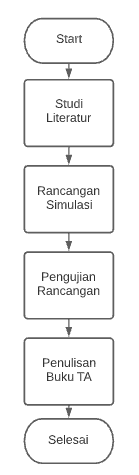 Start
Studi
Literatur
Rancangan
Simulasi
Pengujian
Rancangan
Penulisan
Buku TA
Selesai